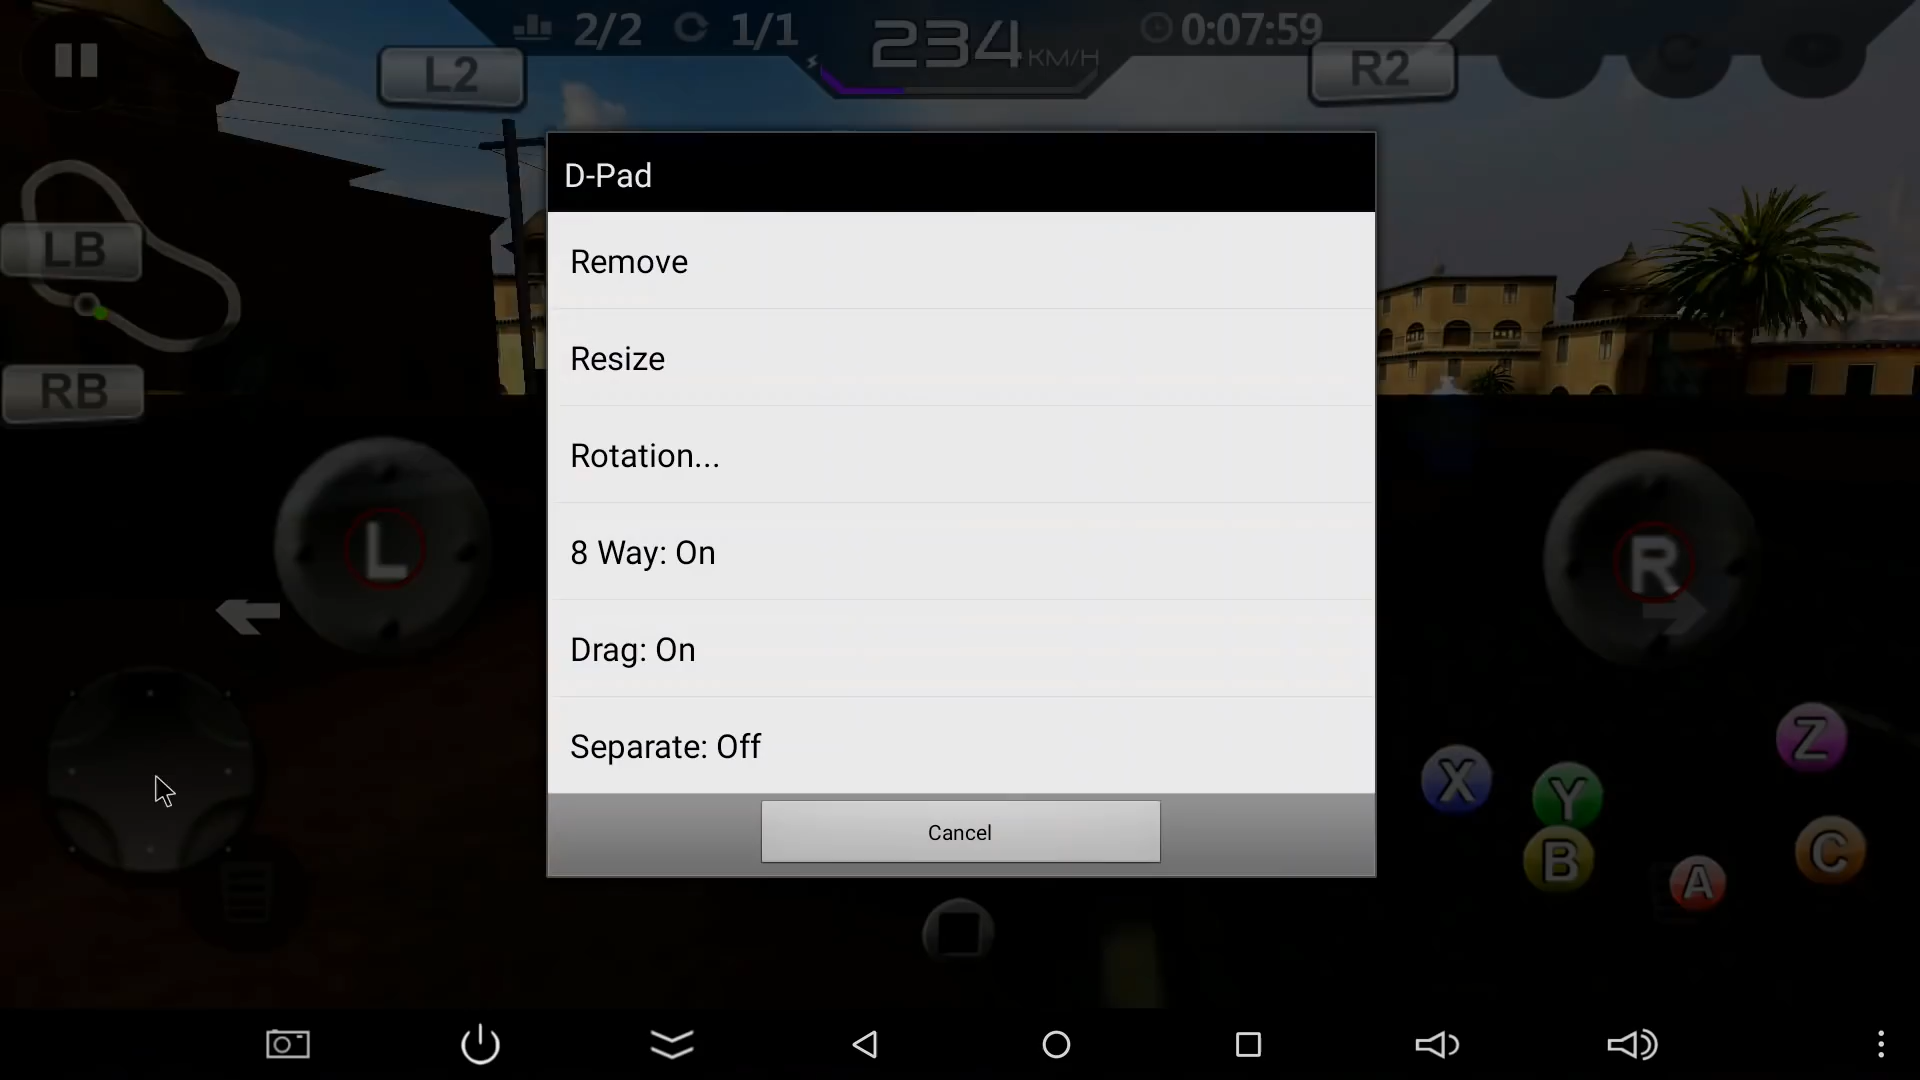 2/2 1/1 234 KM/H 0:07:59
L2
R2
D-Pad
Remove
LB
Resize
RB
Rotation...
8 Way: On
L
R
Drag: On
Separate: Off
Z
X
Y
Cancel
B
C
A